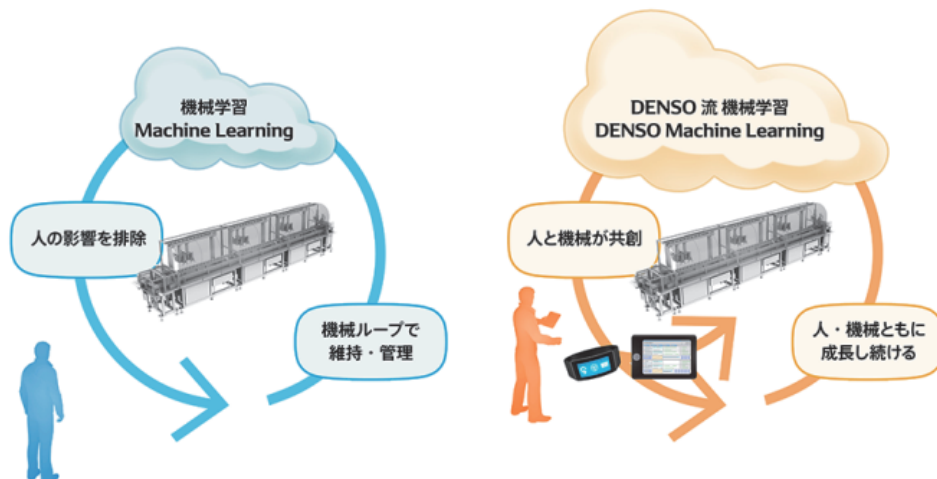 機械学習
Machine Learning
人の影響を排除
機械ループで
維持・管理
DENSO 流 機械学習
DENSO Machine Learning
人と機械が共創
人・機械ともに
成長し続ける